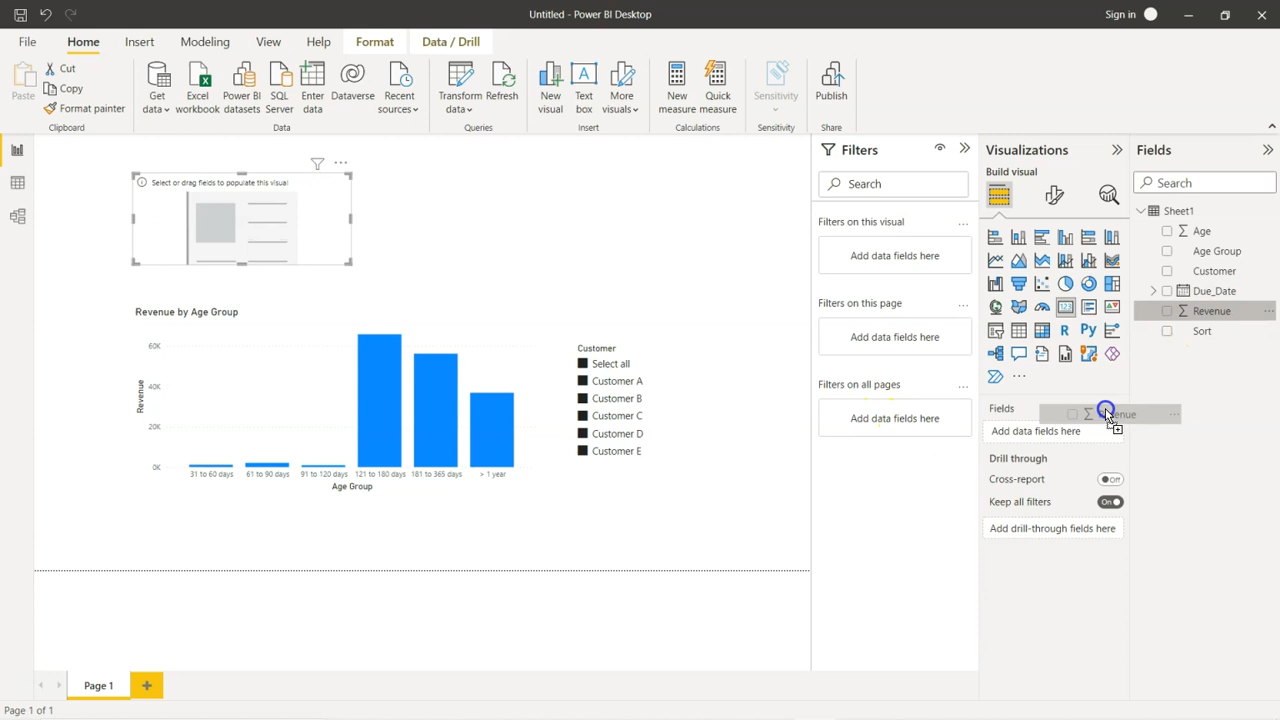 Untitled - Power BI Desktop
Sign in
File Home Insert Modeling View Help Format Data / Drill
Paste
Cut
Copy
Format painter
Get data
Excel workbook
Power BI datasets
SQL Server
Enter data
Dataverse
Recent sources
Transform data
Refresh
New visual
Text box
More visuals
New measure
Quick measure
Sensitivity
Publish
Clipboard
Data
Queries
Insert
Calculations
Sensitivity
Share
Select or drag fields to populate this visual
Revenue by Age Group
60K
40K
20K
0K
Revenue
31 to 60 days 61 to 90 days 91 to 120 days 121 to 180 days 181 to 365 days > 1 year
Age Group
Customer
Select all
Customer A
Customer B
Customer C
Customer D
Customer E
Filters
Search
Filters on this visual
Add data fields here
Filters on this page
Add data fields here
Filters on all pages
Add data fields here
Visualizations
Build visual
Fields
Add data fields here
Drill through
Cross-report
Off
Keep all filters
On
Add drill-through fields here
Fields
Search
Sheet1
Age
Age Group
Customer
Due_Date
Revenue
Sort
Page 1
Page 1 of 1